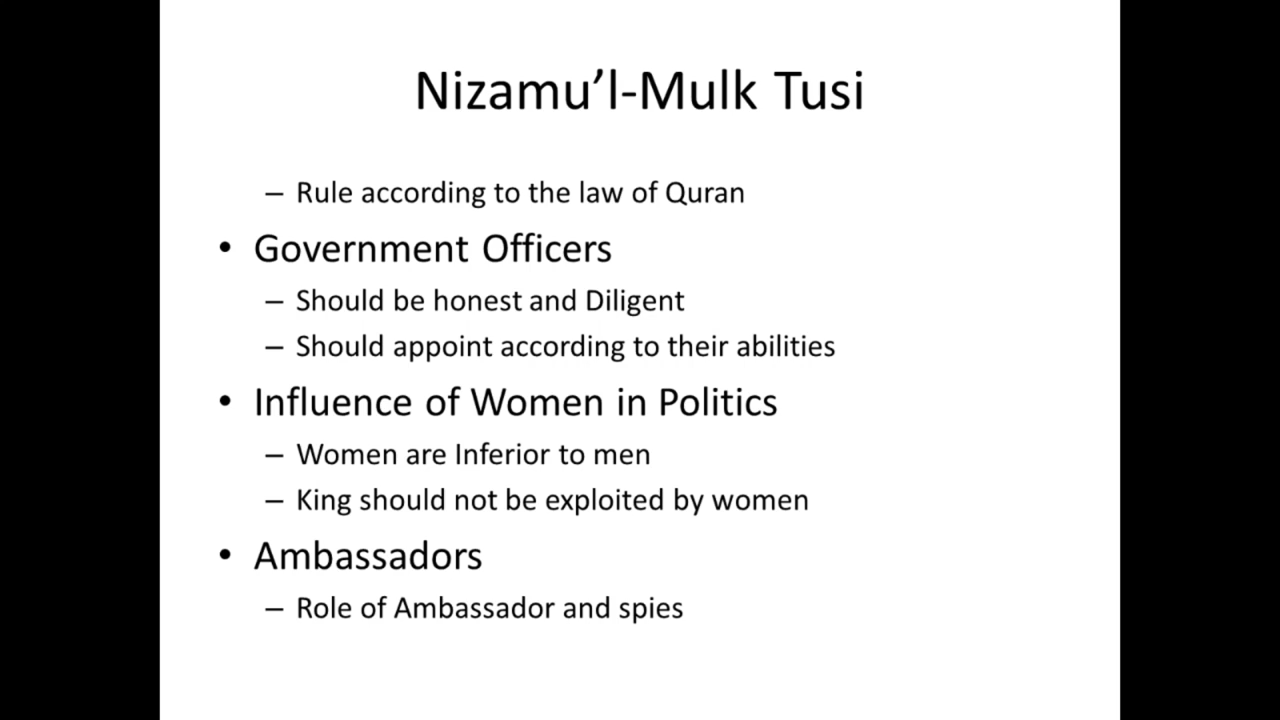 Nizamu’l-Mulk Tusi
– Rule according to the law of Quran
• Government Officers
– Should be honest and Diligent
– Should appoint according to their abilities
• Influence of Women in Politics
– Women are Inferior to men
– King should not be exploited by women
• Ambassadors
– Role of Ambassador and spies